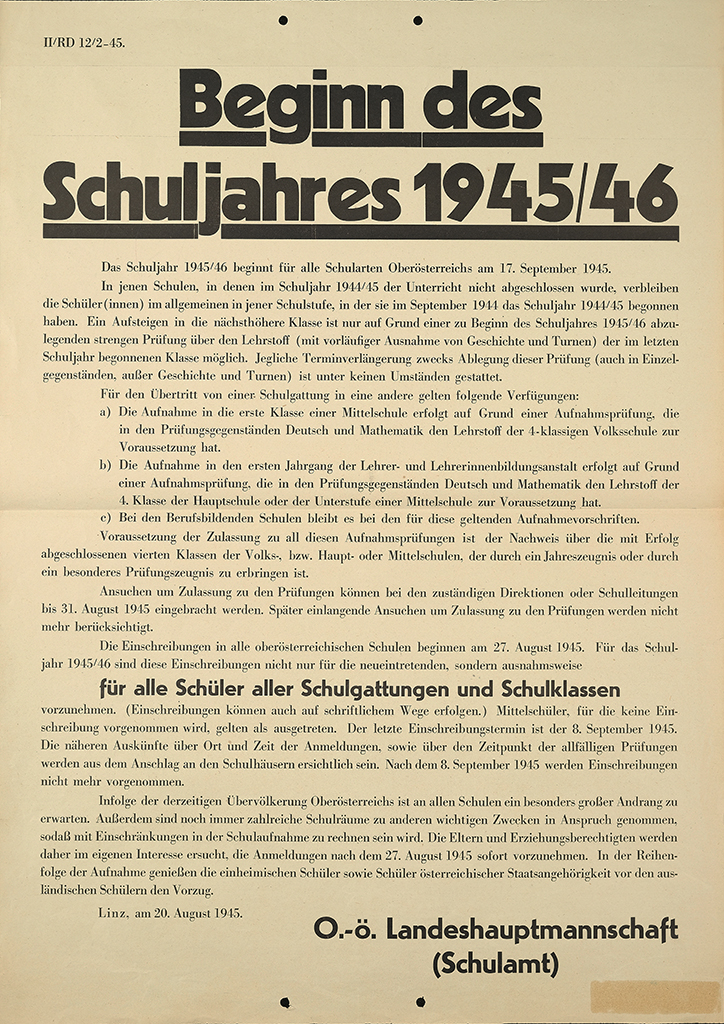 II/RD 12/2-45.
Beginn des
Schuljahres 1945/46
Das Schuljahr 1945/46 beginnt für alle Schularten Oberösterreichs am 17. September 1945.
In jenen Schulen, in denen im Schuljahr 1944/45 der Unterricht nicht abgeschlossen wurde, verbleiben
die Schüler(innen) im allgemeinen in jener Schulstufe, in der sie im September 1944 das Schuljahr 1944/45 begonnen
haben. Ein Aufsteigen in die nächsthöhere Klasse ist nur auf Grund einer zu Beginn des Schuljahres 1945/46 abzu-
legenden strengen Prüfung über den Lehrstoff (mit vorläufiger Ausnahme von Geschichte und Turnen) der im letzten
Schuljahr begonnenen Klasse möglich. Jegliche Terminverlängerung zwecks Ablegung dieser Prüfung (auch in Einzel-
gegenständen, außer Geschichte und Turnen) ist unter keinen Umständen gestattet.
Für den Übertritt von einer Schulgattung in eine andere gelten folgende Verfügungen:
a) Die Aufnahme in die erste Klasse einer Mittelschule erfolgt auf Grund einer Aufnahmsprüfung, die
in den Prüfungsgegenständen Deutsch und Mathematik den Lehrstoff der 4-klassigen Volksschule zur
Voraussetzung hat.
b) Die Aufnahme in den ersten Jahrgang der Lehrer- und Lehrerinnenbildungsanstalt erfolgt auf Grund
einer Aufnahmsprüfung, die in den Prüfungsgegenständen Deutsch und Mathematik den Lehrstoff der
4. Klasse der Hauptschule oder der Unterstufe einer Mittelschule zur Voraussetzung hat.
c) Bei den Berufsbildenden Schulen bleibt es bei den für diese geltenden Aufnahmevorschriften.
Voraussetzung der Zulassung zu all diesen Aufnahmsprüfungen ist der Nachweis über die mit Erfolg
abgeschlossenen vierten Klassen der Volks-, bzw. Haupt- oder Mittelschulen, der durch ein Jahreszeugnis oder durch
ein besonderes Prüfungszeugnis zu erbringen ist.
Ansuchen um Zulassung zu den Prüfungen können bei den zuständigen Direktionen oder Schulleitungen
bis 31. August 1945 eingebracht werden. Später einlangende Ansuchen um Zulassung zu den Prüfungen werden nicht
mehr berücksichtigt.
Die Einschreibungen in alle oberösterreichischen Schulen beginnen am 27. August 1945. Für das Schul-
jahr 1945/46 sind diese Einschreibungen nicht nur für die neueintretenden, sondern ausnahmsweise
für alle Schüler aller Schulgattungen und Schulklassen
vorzunehmen. (Einschreibungen können auch auf schriftlichem Wege erfolgen.) Mittelschüler, für die keine Ein-
schreibung vorgenommen wird, gelten als ausgetreten. Der letzte Einschreibungstermin ist der 8. September 1945.
Die näheren Auskünfte über Ort und Zeit der Anmeldungen, sowie über den Zeitpunkt der allfälligen Prüfungen
werden aus dem Anschlag an den Schulhäusern ersichtlich sein. Nach dem 8. September 1945 werden Einschreibungen
nicht mehr vorgenommen.
Infolge der derzeitigen Übervölkerung Oberösterreichs ist an allen Schulen ein besonders großer Andrang zu
erwarten. Außerdem sind noch immer zahlreiche Schulräume zu anderen wichtigen Zwecken in Anspruch genommen,
sodaß mit Einschränkungen in der Schulaufnahme zu rechnen sein wird. Die Eltern und Erziehungsberechtigten werden
daher im eigenen Interesse ersucht, die Anmeldungen nach dem 27. August 1945 sofort vorzunehmen. In der Reihen-
folge der Aufnahme genießen die einheimischen Schüler sowie Schüler österreichischer Staatsangehörigkeit vor den aus-
ländischen Schülern den Vorzug.
Linz, am 20. August 1945.
O.-ö. Landeshauptmannschaft
(Schulamt)